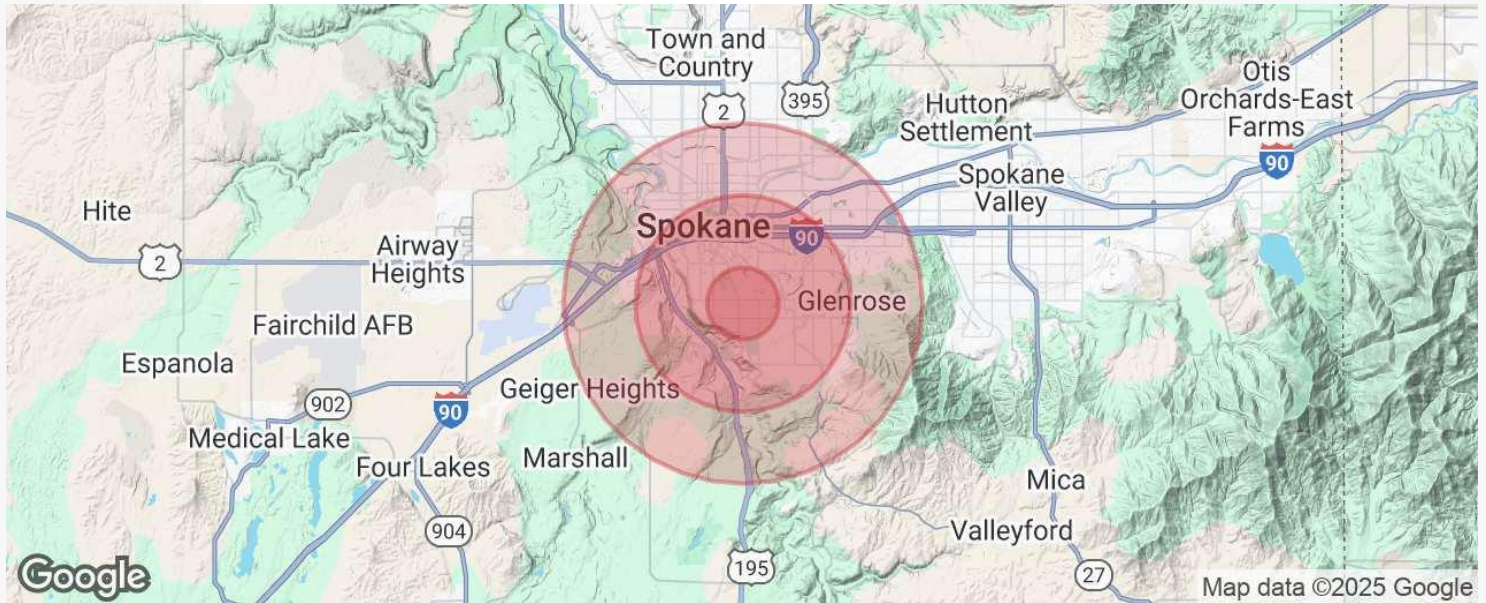 Town and
Country
2
395
Hutton
Settlement
Otis
Orchards-East
Farms
90
Spokane
Valley
Hite
2
Airway
Heights
Spokane
90
Glenrose
Fairchild AFB
Espanola
902
90
Geiger Heights
Medical Lake
Four Lakes
Marshall
Mica
904
Valleyford
195
27
Google
Map data ©2025 Google